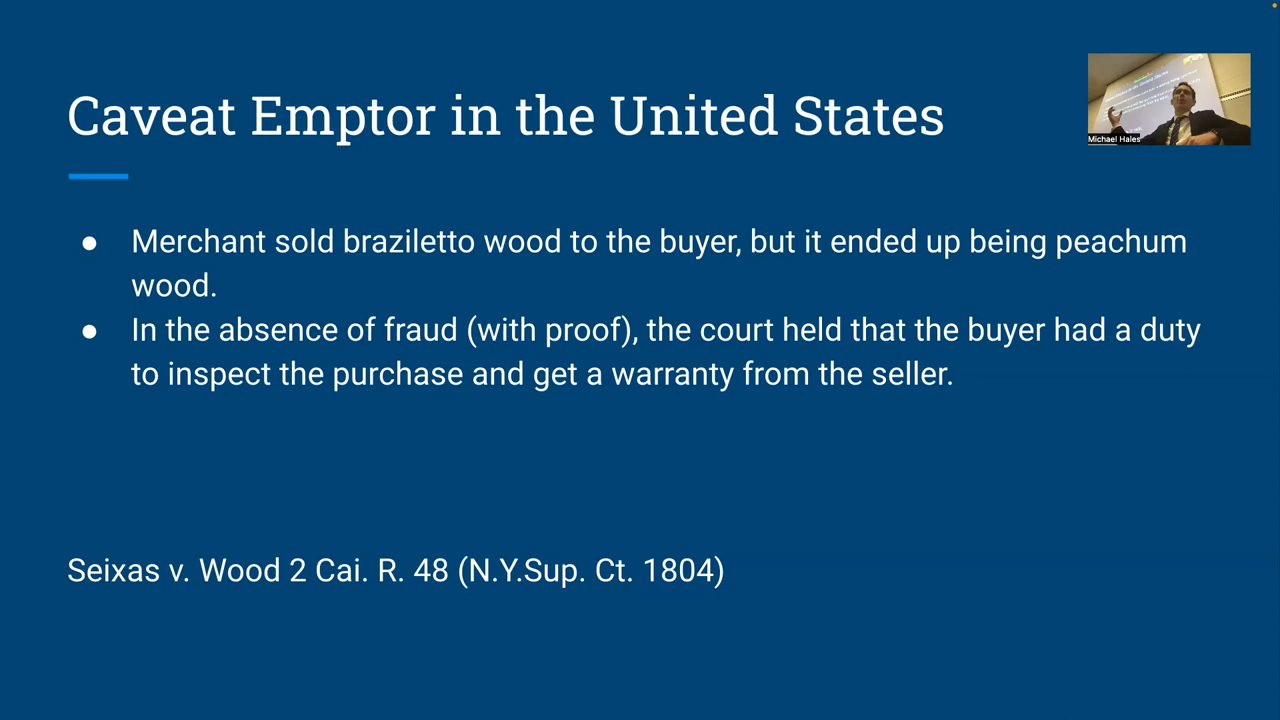 Caveat Emptor in the United States
Michael Hales
● Merchant sold braziletto wood to the buyer, but it ended up being peachum
wood.
● In the absence of fraud (with proof), the court held that the buyer had a duty
to inspect the purchase and get a warranty from the seller.
Seixas v. Wood 2 Cai. R. 48 (N.Y.Sup. Ct. 1804)